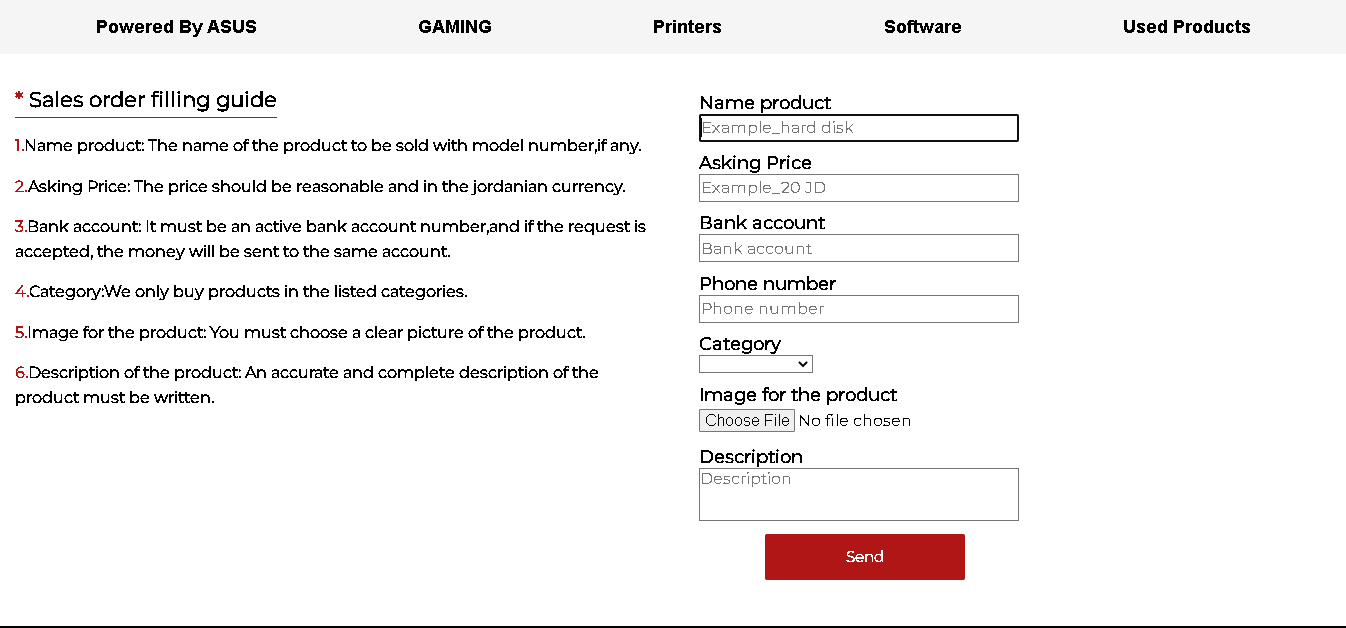 Powered By ASUS GAMING Printers Software Used Products
* Sales order filling guide
1.Name product: The name of the product to be sold with model number,if any.
2.Asking Price: The price should be reasonable and in the jordanian currency.
3.Bank account: It must be an active bank account number,and if the request is
accepted, the money will be sent to the same account.
4.Category:We only buy products in the listed categories.
5.Image for the product: You must choose a clear picture of the product.
6.Description of the product: An accurate and complete description of the
product must be written.
Name product
Example_hard disk
Asking Price
Example_20 JD
Bank account
Bank account
Phone number
Phone number
Category
Image for the product
Choose File No file chosen
Description
Description
Send